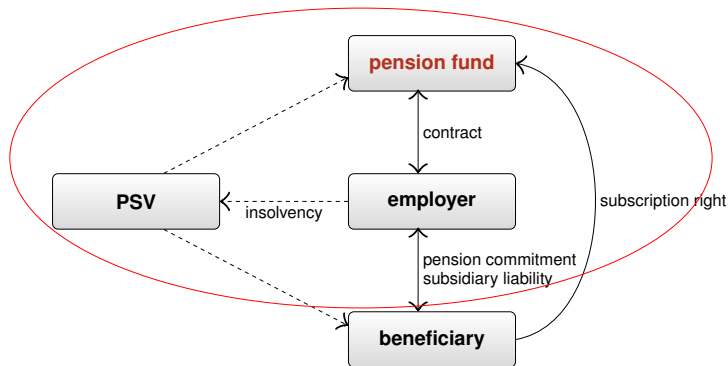 pension fund
contract
PSV
insolvency
employer
subscription right
pension commitment
subsidiary liability
beneficiary